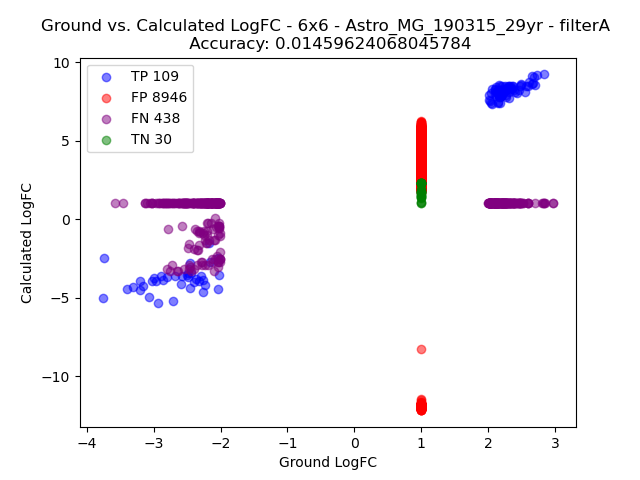 Ground vs. Calculated LogFC - 6x6 - Astro_MG_190315_29yr - filterA
Accuracy: 0.01459624068045784
TP 109
FP 8946
FN 438
TN 30
10
5
0
−5
−10
Calculated LogFC
−4
−3
−2
−1
0
1
2
3
Ground LogFC